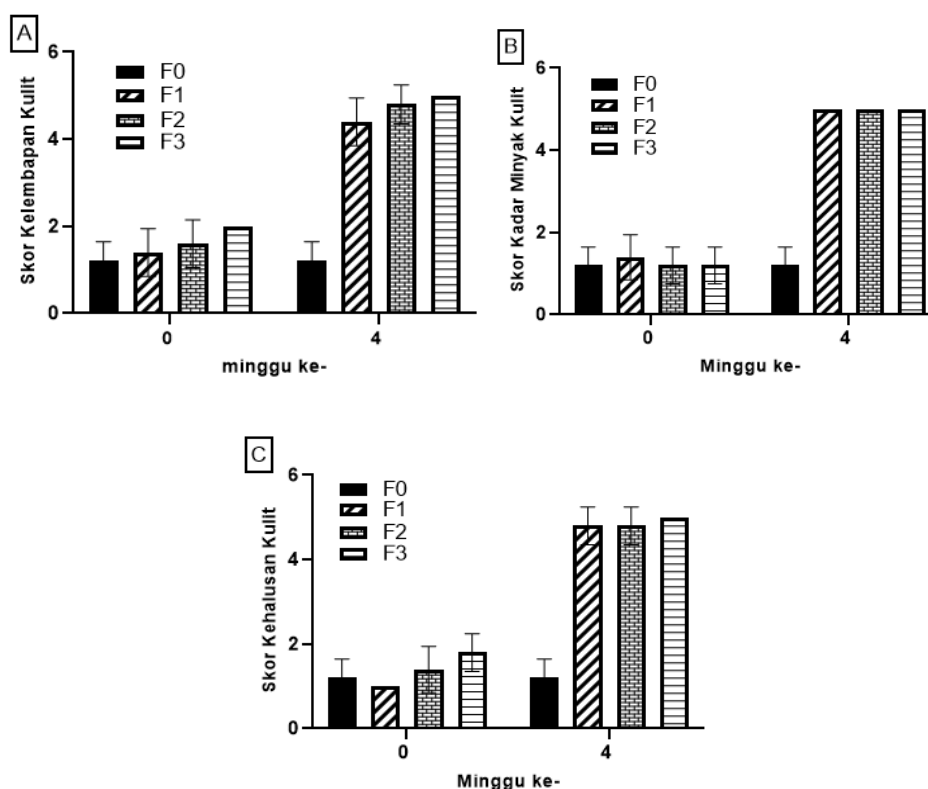 A
Skor Kelembapan Kulit
6
4
2
0
F0
F1
F2
F3
0
4
minggu ke-
B
Skor Kadar Minyak Kulit
6
4
2
0
F0
F1
F2
F3
0
4
Minggu ke-
C
Skor Kehalusan Kulit
6
4
2
0
F0
F1
F2
F3
0
4
Minggu ke-